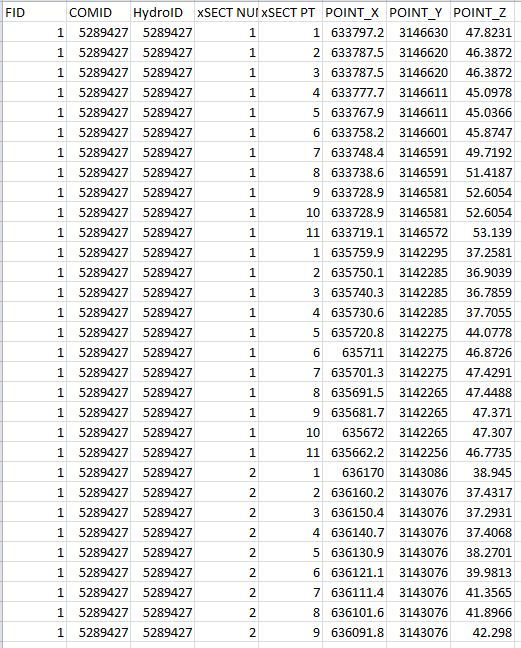 FID COMID HydroID xSECT NUI xSECT PT POINT_X POINT_Y POINT_Z
1 5289427 5289427 1 1 633797.2 3146630 47.8231
1 5289427 5289427 1 2 633787.5 3146620 46.3872
1 5289427 5289427 1 3 633787.5 3146620 46.3872
1 5289427 5289427 1 4 633777.7 3146611 45.0978
1 5289427 5289427 1 5 633767.9 3146611 45.0366
1 5289427 5289427 1 6 633758.2 3146601 45.8747
1 5289427 5289427 1 7 633748.4 3146591 49.7192
1 5289427 5289427 1 8 633738.6 3146591 51.4187
1 5289427 5289427 1 9 633728.9 3146581 52.6054
1 5289427 5289427 1 10 633728.9 3146581 52.6054
1 5289427 5289427 1 11 633719.1 3146572 53.139
1 5289427 5289427 1 1 635759.9 3142295 37.2581
1 5289427 5289427 1 2 635750.1 3142285 36.9039
1 5289427 5289427 1 3 635740.3 3142285 36.7859
1 5289427 5289427 1 4 635730.6 3142285 37.7055
1 5289427 5289427 1 5 635720.8 3142275 44.0778
1 5289427 5289427 1 6 635711 3142275 46.8726
1 5289427 5289427 1 7 635701.3 3142275 47.4291
1 5289427 5289427 1 8 635691.5 3142265 47.4488
1 5289427 5289427 1 9 635681.7 3142265 47.371
1 5289427 5289427 1 10 635672 3142265 47.307
1 5289427 5289427 1 11 635662.2 3142256 46.7735
1 5289427 5289427 2 1 636170 3143086 38.945
1 5289427 5289427 2 2 636160.2 3143076 37.4317
1 5289427 5289427 2 3 636150.4 3143076 37.2931
1 5289427 5289427 2 4 636140.7 3143076 37.4068
1 5289427 5289427 2 5 636130.9 3143076 38.2701
1 5289427 5289427 2 6 636121.1 3143076 39.9813
1 5289427 5289427 2 7 636111.4 3143076 41.3565
1 5289427 5289427 2 8 636101.6 3143076 41.8966
1 5289427 5289427 2 9 636091.8 3143076 42.298